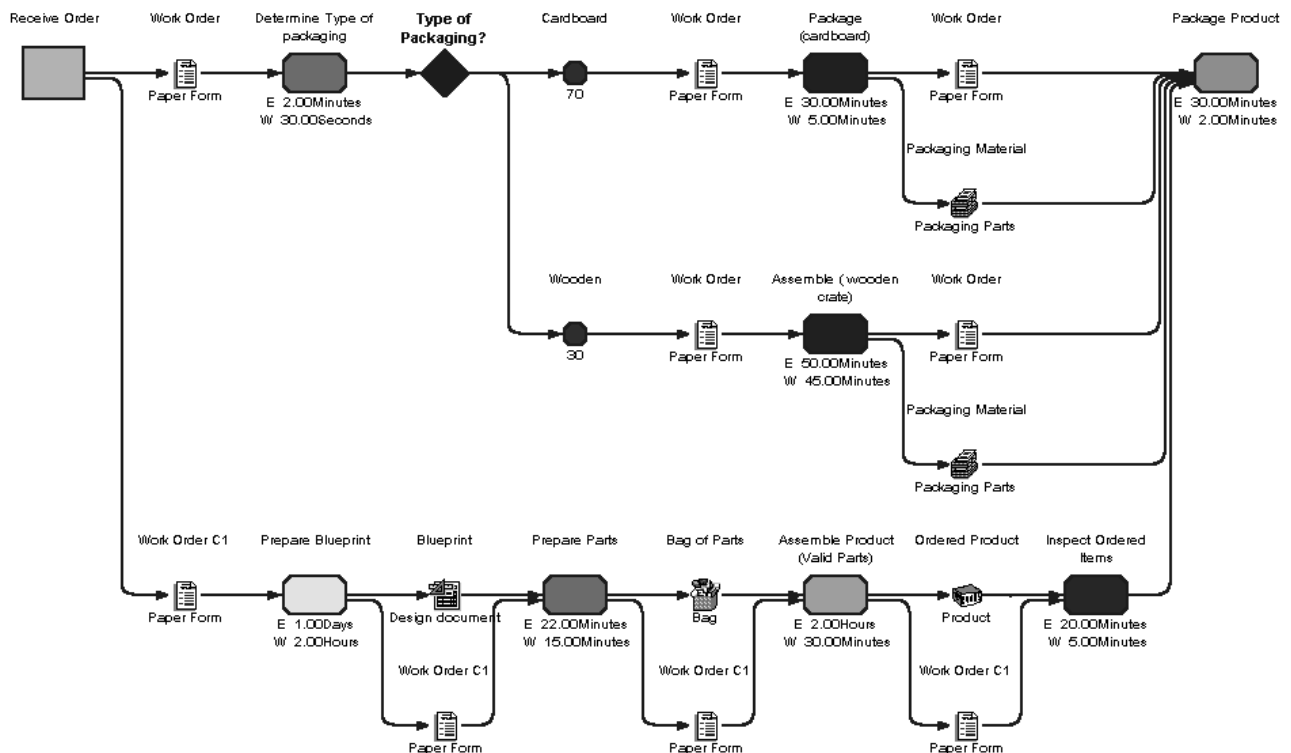 Receive Order
Work Order
Determine Type of
packaging
Type of
Packaging?
Cardboard
Work Order
Package
(cardboard)
Work Order
Package Product
Paper Form
E 2.00Minutes
W 30.00Seconds
70
Paper Form
E 30.00Minutes
W 5.00Minutes
Paper Form
E 30.00Minutes
W 2.00Minutes
Packaging Material
Packaging Parts
Wooden
Work Order
Assemble (wooden
crate)
Work Order
30
Paper Form
E 50.00Minutes
W 45.00Minutes
Paper Form
Packaging Material
Packaging Parts
Work Order C1
Prepare Blueprint
Blueprint
Prepare Parts
Bag of Parts
Assemble Product
(Valid Parts)
Ordered Product
Inspect Ordered
Items
Paper Form
E 1.00Days
W 2.00Hours
Design document
E 22.00Minutes
W 15.00Minutes
Bag
E 2.00Hours
W 30.00Minutes
Product
E 20.00Minutes
W 5.00Minutes
Work Order C1
Work Order C1
Work Order C1
Paper Form
Paper Form
Paper Form